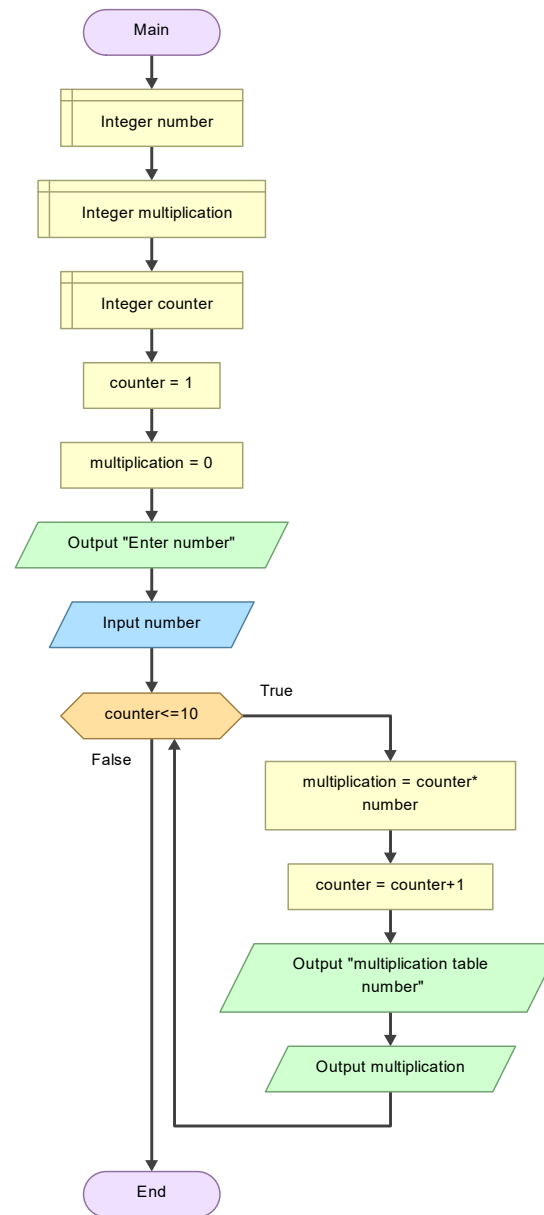 Main
Integer number
Integer multiplication
Integer counter
counter = 1
multiplication = 0
Output "Enter number"
Input number
counter<=10
True
False
multiplication = counter*
number
counter = counter+1
Output "multiplication table
number"
Output multiplication
End